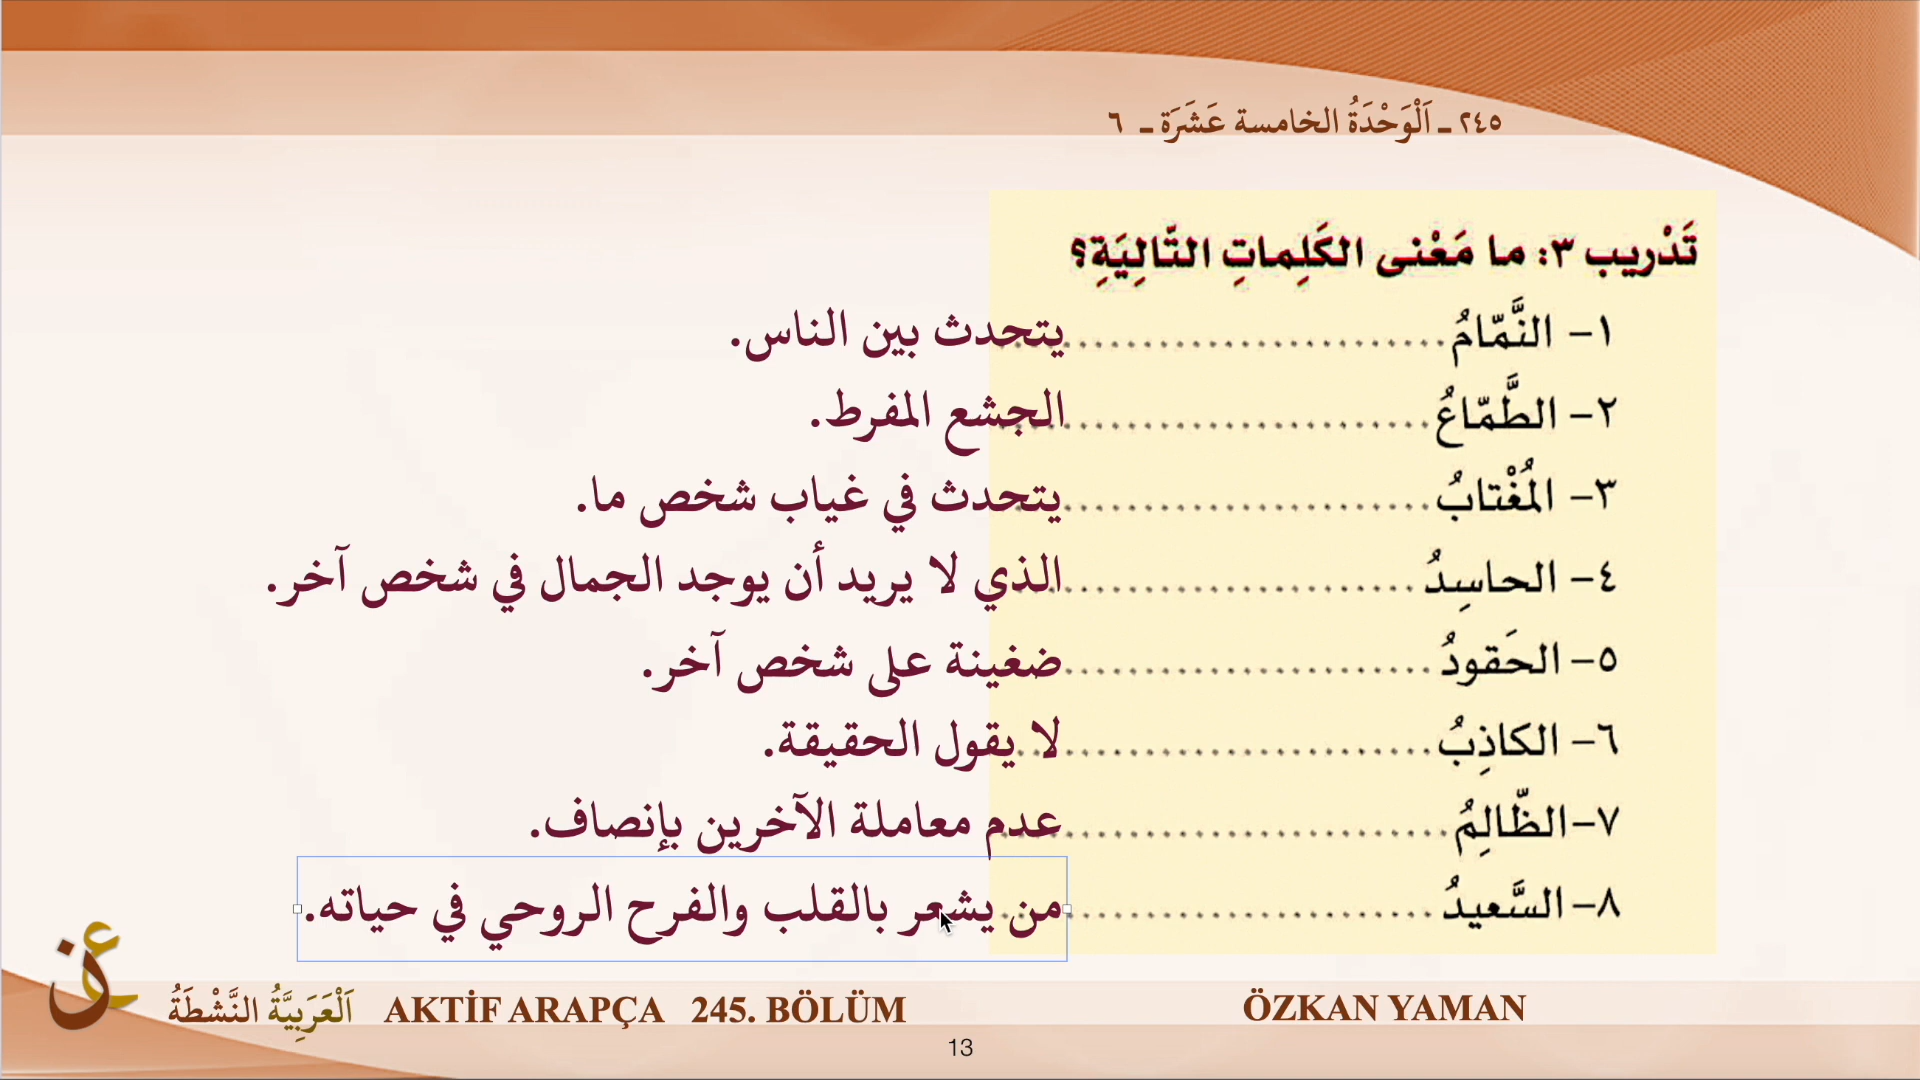 ٢٤٥ ـ اَلْوَحْدَةُ الخامسة عَشَرَة ـ ٦
تَدْريب ٣: ما مَعْنى الكَلِماتِ التّالِيَةِ؟
١- النَّمّامُ ........................ يتحدث بين الناس.
٢- الطَّمّاعُ ........................ الجشع المفرط.
٣- المُغْتابُ ........................ يتحدث في غياب شخص ما.
٤- الحاسِدُ ........................ الذي لا يريد أن يوجد الجمال في شخص آخر.
٥- الحَقودُ ........................ ضغينة على شخص آخر.
٦- الكاذِبُ ........................ لا يقول الحقيقة.
٧- الظّالِمُ ........................ عدم معاملة الآخرين بإنصاف.
٨- السَّعيدُ ........................ من يشعر بالقلب والفرح الروحي في حياته.
اَلْعَرَبِيَّةُ النَّشْطَةُ AKTİF ARAPÇA 245. BÖLÜM ÖZKAN YAMAN
13